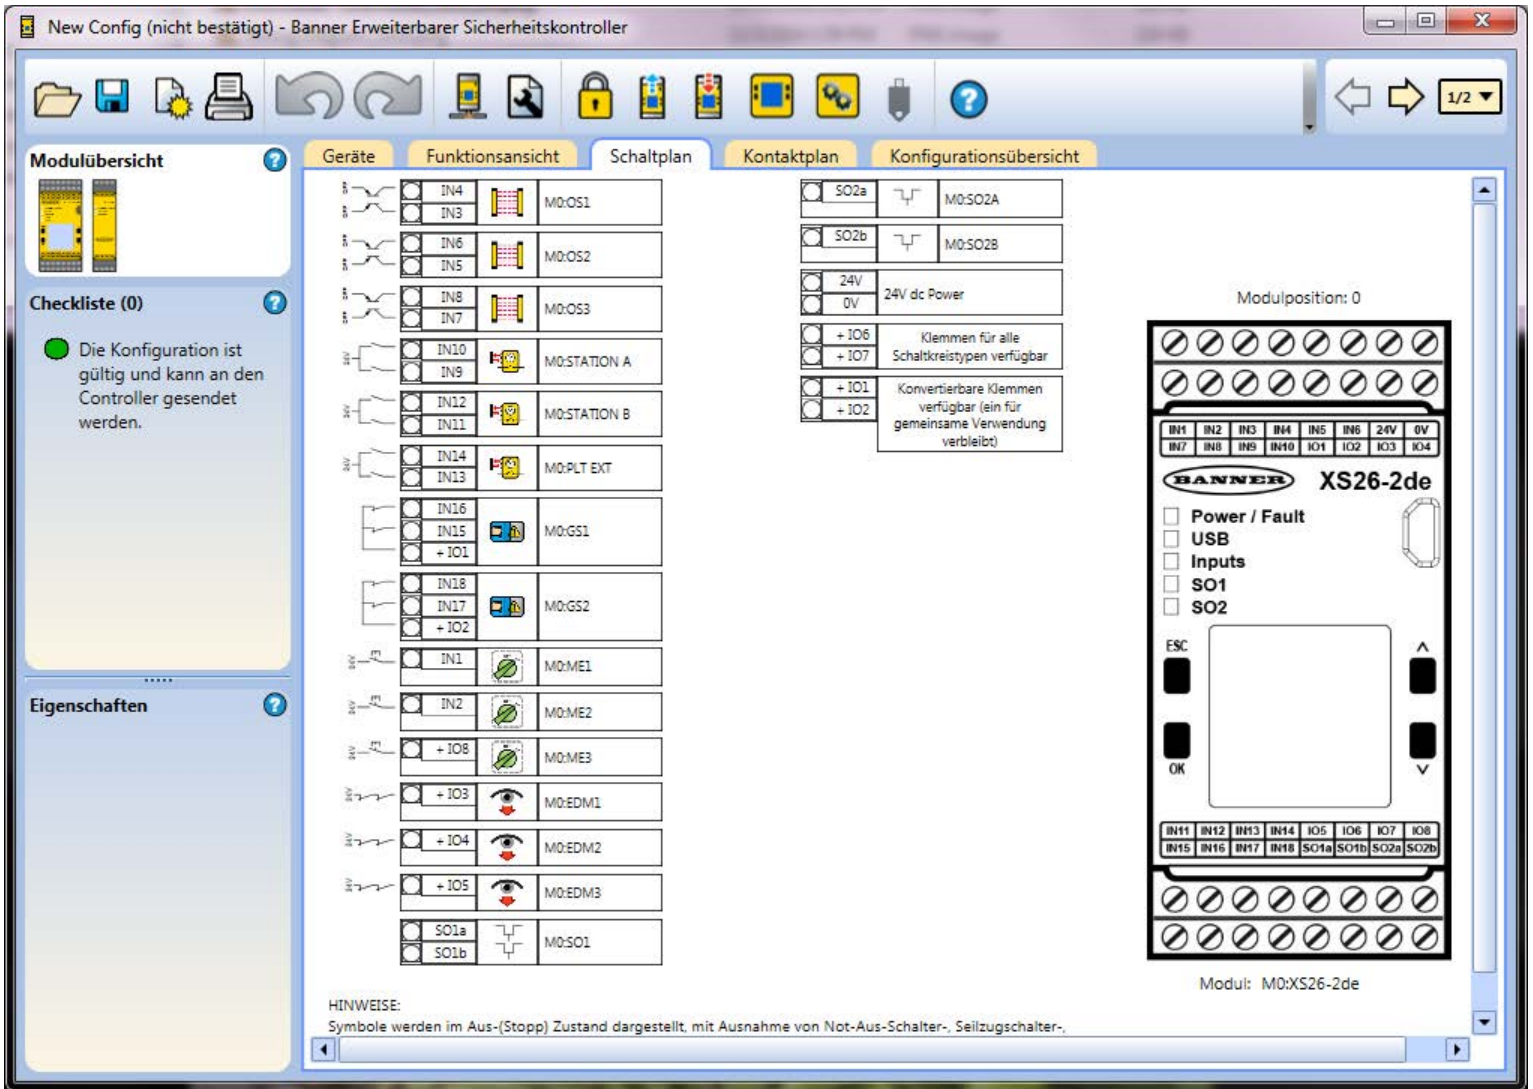 New Config (nicht bestätigt) - Banner Erweiterbarer Sicherheitskontroller
1/2
Modulübersicht
Checkliste (0)
Die Konfiguration ist
gültig und kann an den
Controller gesendet
werden.
Eigenschaften
Geräte
Funktionsansicht
Schaltplan
Kontaktplan
Konfigurationsübersicht
IN4
IN3
M0:OS1
IN6
IN5
M0:OS2
IN8
IN7
M0:OS3
24V
IN10
IN9
M0:STATION A
24V
IN12
IN11
M0:STATION B
24V
IN14
IN13
M0:PLT EXT
IN16
IN15
+ IO1
M0:GS1
IN18
IN17
+ IO2
M0:GS2
24V
IN1
M0:ME1
24V
IN2
M0:ME2
24V
+ IO8
M0:ME3
24V
+ IO3
M0:EDM1
24V
+ IO4
M0:EDM2
24V
+ IO5
M0:EDM3
SO1a
SO1b
M0:SO1
SO2a
M0:SO2A
SO2b
M0:SO2B
24V
0V
24V dc Power
+ IO6
+ IO7
Klemmen für alle
Schaltkreistypen verfügbar
+ IO1
+ IO2
Konvertierbare Klemmen
verfügbar (ein für
gemeinsame Verwendung
verbleibt)
Modulposition: 0
IN1 IN2 IN3 IN4 IN5 IN6 24V 0V
IN7 IN8 IN9 IN10 IO1 IO2 IO3 IO4
BANNER XS26-2de
Power / Fault
USB
Inputs
SO1
SO2
ESC
OK
IN11 IN12 IN13 IN14 IO5 IO6 IO7 IO8
IN15 IN16 IN17 IN18 SO1a SO1b SO2a SO2b
Modul: M0:XS26-2de
HINWEISE:
Symbole werden im Aus-(Stopp) Zustand dargestellt, mit Ausnahme von Not-Aus-Schalter-, Seilzugschalter-,